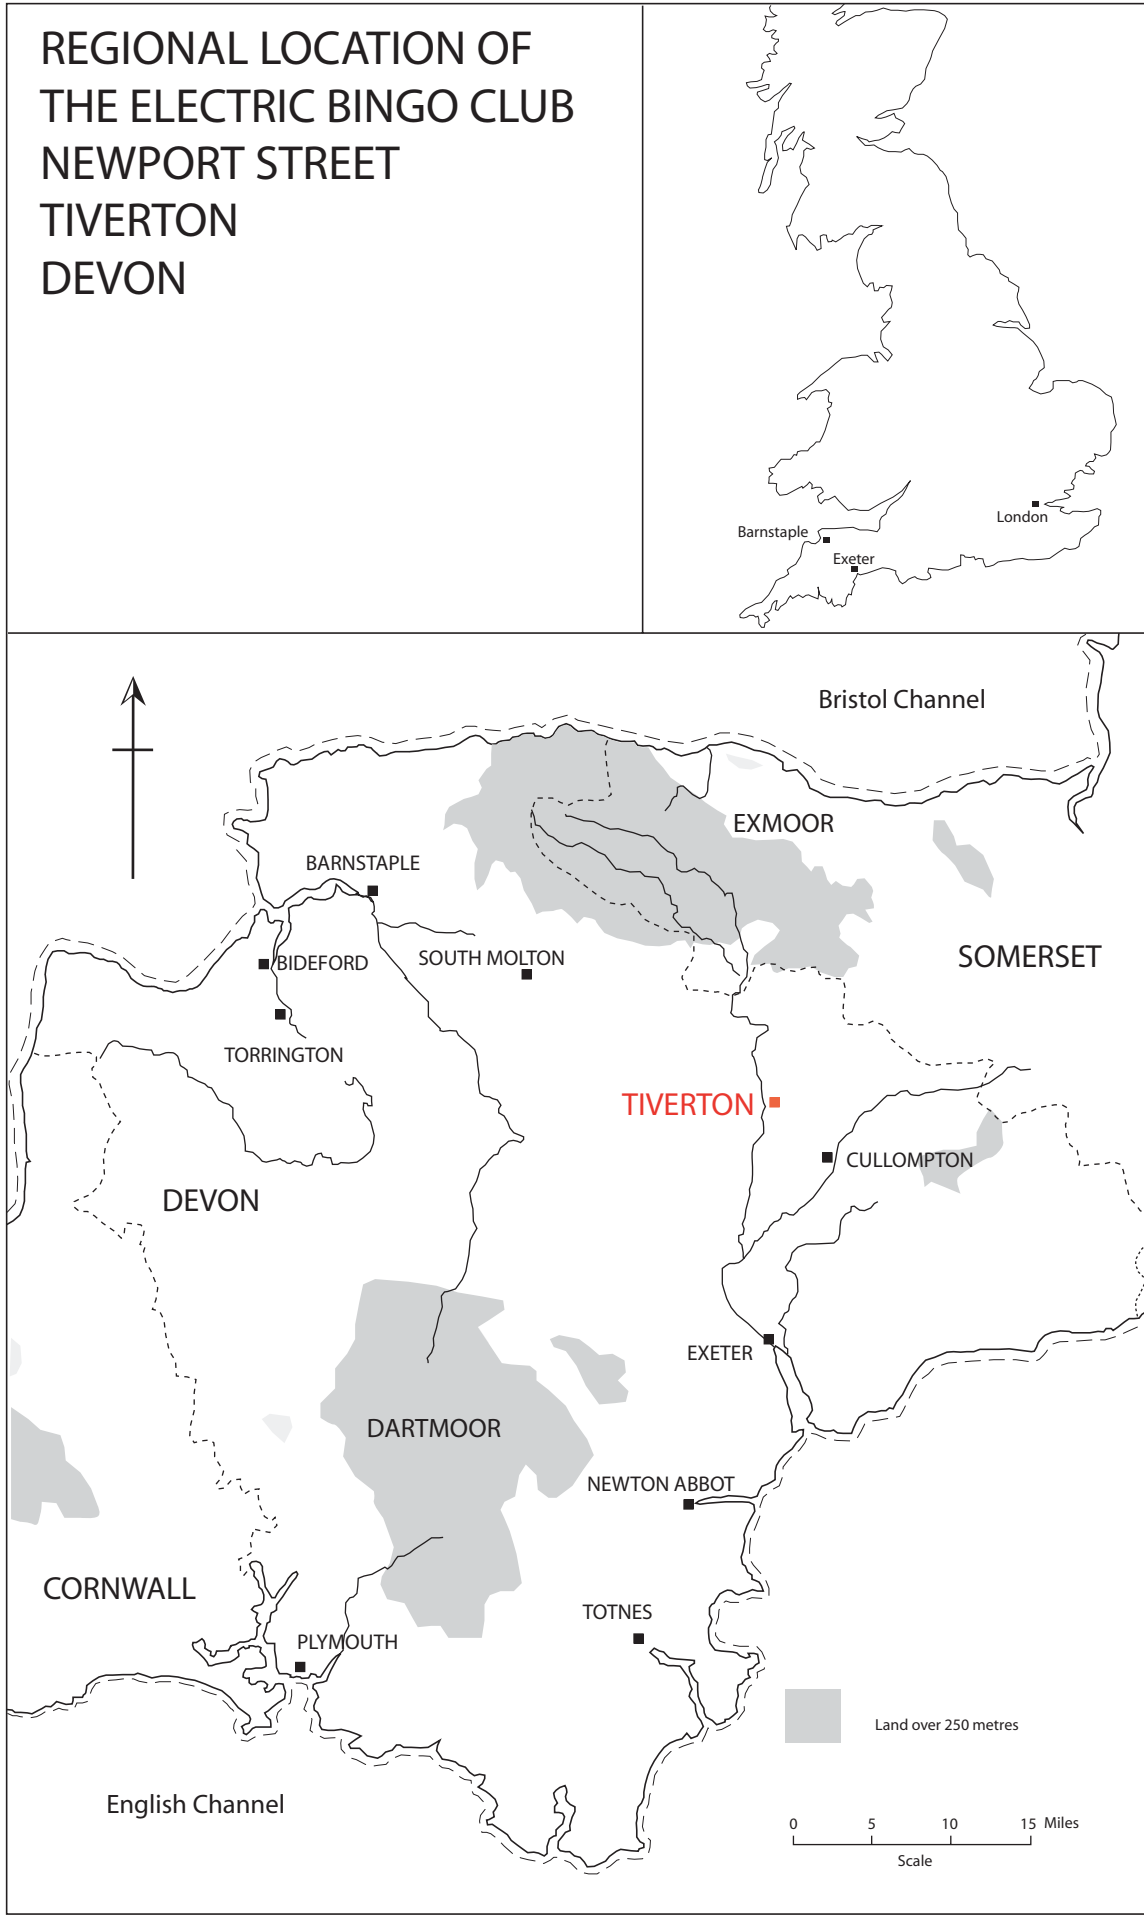 REGIONAL LOCATION OF
THE ELECTRIC BINGO CLUB
NEWPORT STREET
TIVERTON
DEVON
London
Barnstaple
Exeter
Bristol Channel
EXMOOR
BARNSTAPLE
SOMERSET
SOUTH MOLTON
BIDEFORD
TORRINGTON
TIVERTON
CULLOMPTON
DEVON
EXETER
DARTMOOR
NEWTON ABBOT
CORNWALL
TOTNES
PLYMOUTH
Land over 250 metres
English Channel
0 5 10 15 Miles
Scale